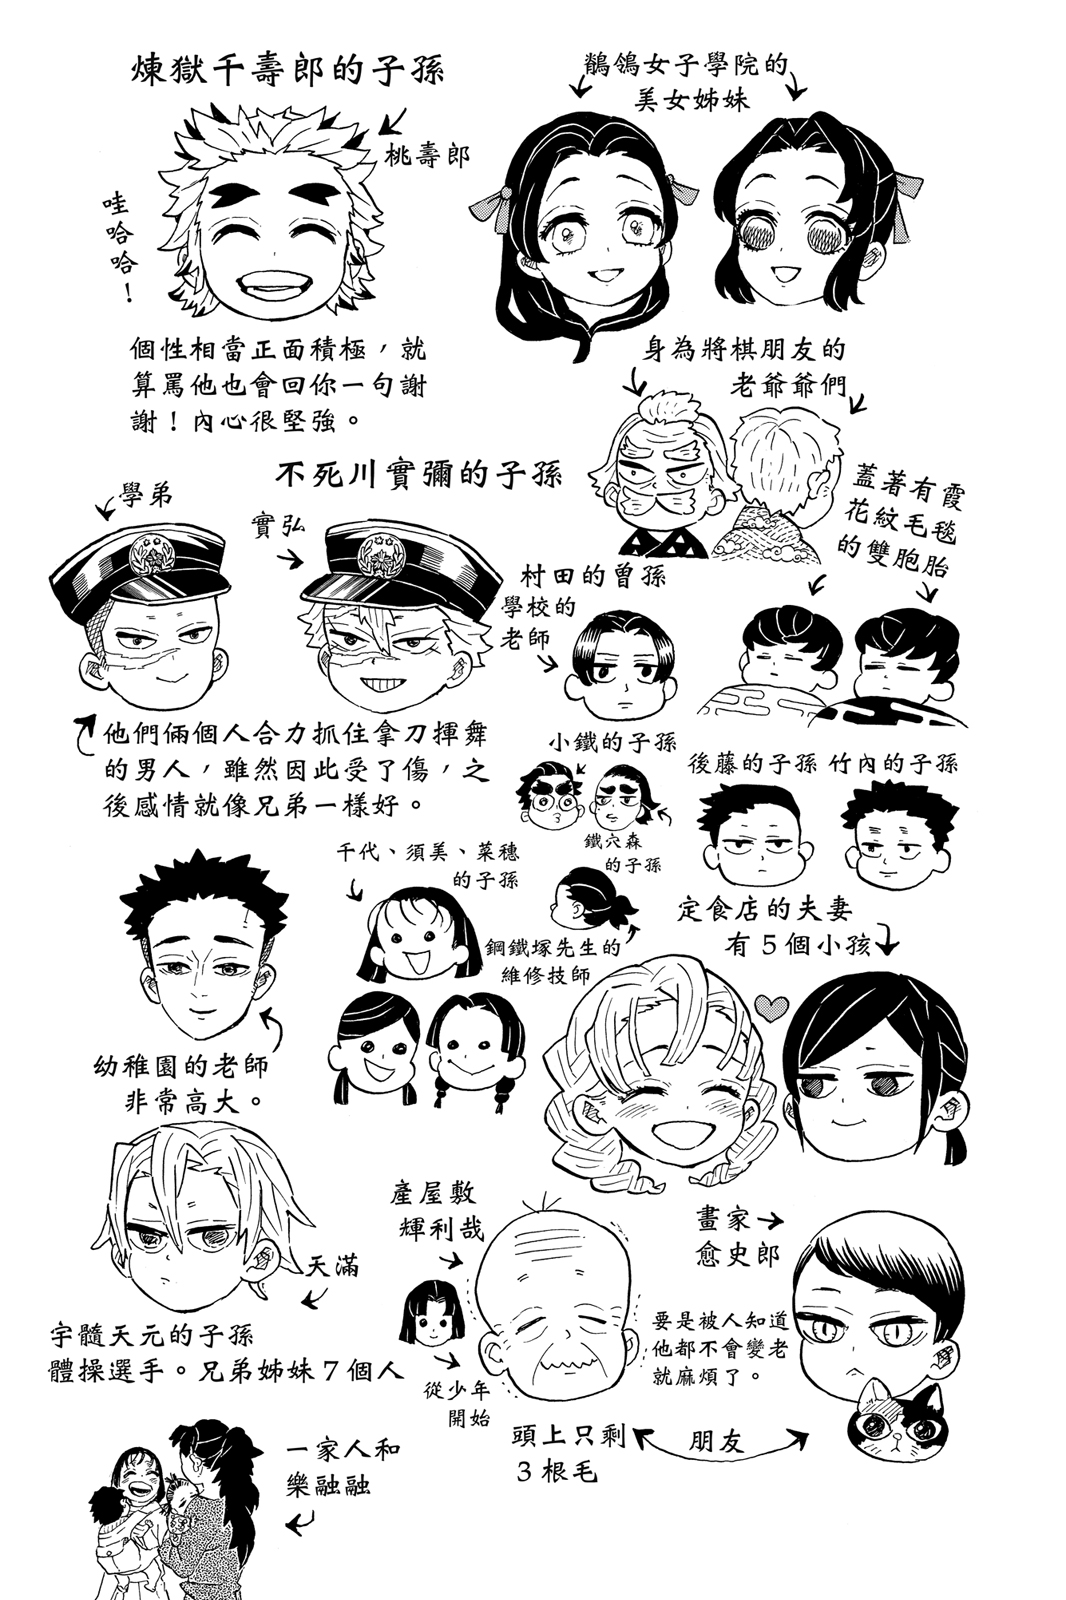 煉獄千壽郎的子孫
桃壽郎
哇哈哈！
個性相當正面積極，就
算罵他也會回你一句謝
謝！內心很堅強。
鶺鴒女子學院的
美女姊妹
身為將棋朋友的
老爺爺們
蓋著有霞
花紋毛毯
的雙胞胎
不死川實彌的子孫
學弟
實弘
他們倆個人合力抓住拿刀揮舞
的男人，雖然因此受了傷，之
後感情就像兄弟一樣好。
村田的曾孫
學校的
老師
小鐵的子孫
鐵穴森
的子孫
後藤的子孫
竹內的子孫
千代、須美、菜穗
的子孫
鋼鐵塚先生的
維修技師
定食店的夫妻
有5個小孩
幼稚園的老師
非常高大。
天滿
宇髓天元的子孫
體操選手。兄弟姊妹7個人
產屋敷
輝利哉
從少年
開始
頭上只剩
3根毛
畫家
愈史郎
要是被人知道
他都不會變老
就麻煩了。
朋友
一家人和
樂融融